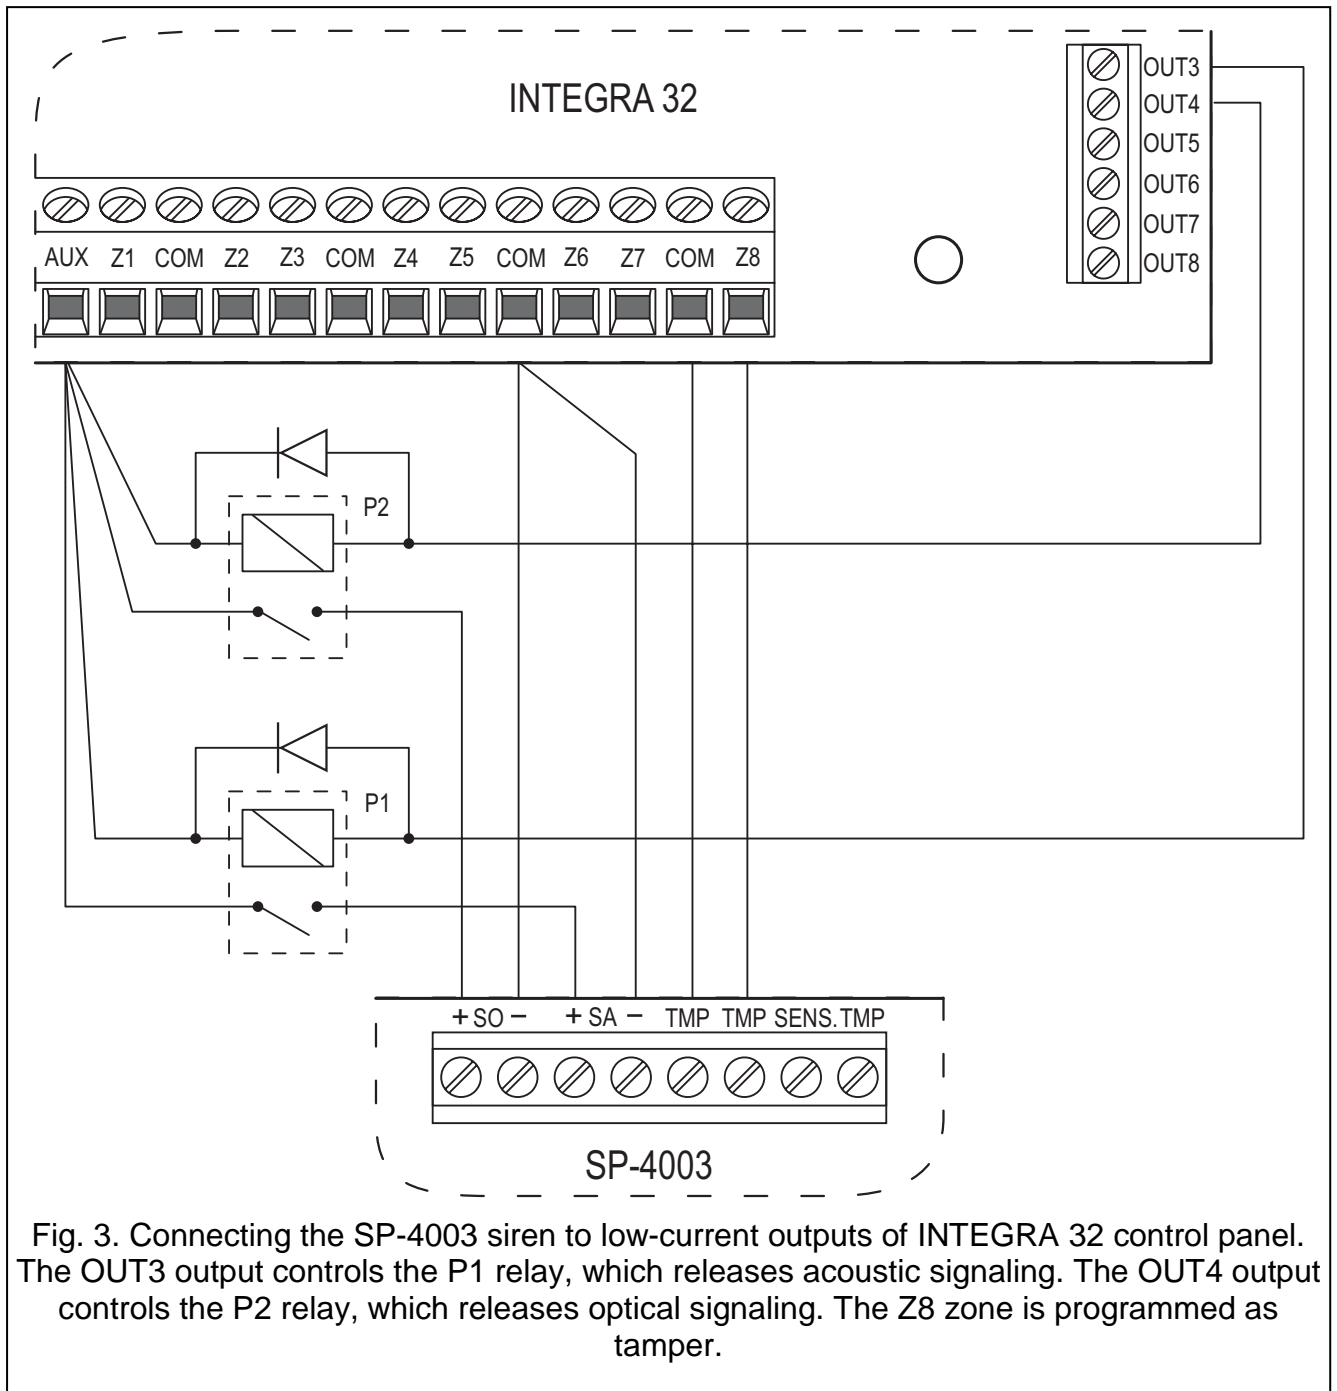 INTEGRA 32
OUT3
OUT4
OUT5
OUT6
OUT7
OUT8
AUX Z1 COM Z2 Z3 COM Z4 Z5 COM Z6 Z7 COM Z8
P2
P1
+ SO − + SA − TMP TMP SENS. TMP
SP-4003
Fig. 3. Connecting the SP-4003 siren to low-current outputs of INTEGRA 32 control panel.
The OUT3 output controls the P1 relay, which releases acoustic signaling. The OUT4 output
controls the P2 relay, which releases optical signaling. The Z8 zone is programmed as
tamper.